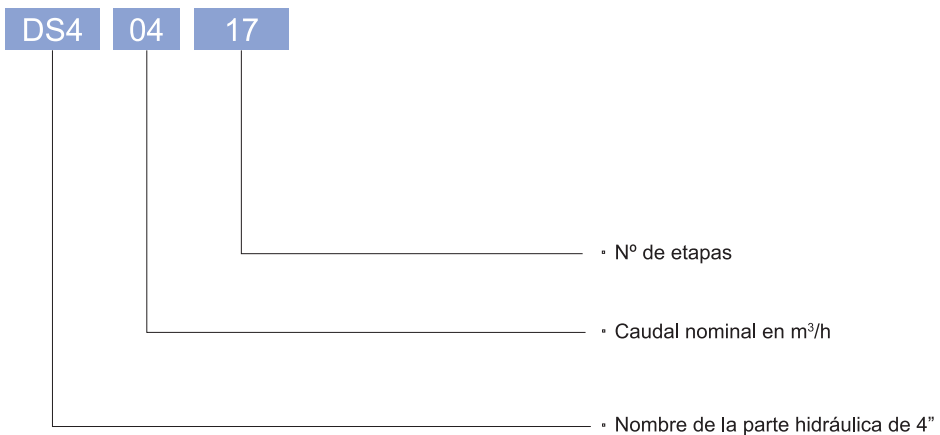 DS4 04 17
Nº de etapas
Caudal nominal en m³/h
Nombre de la parte hidráulica de 4”